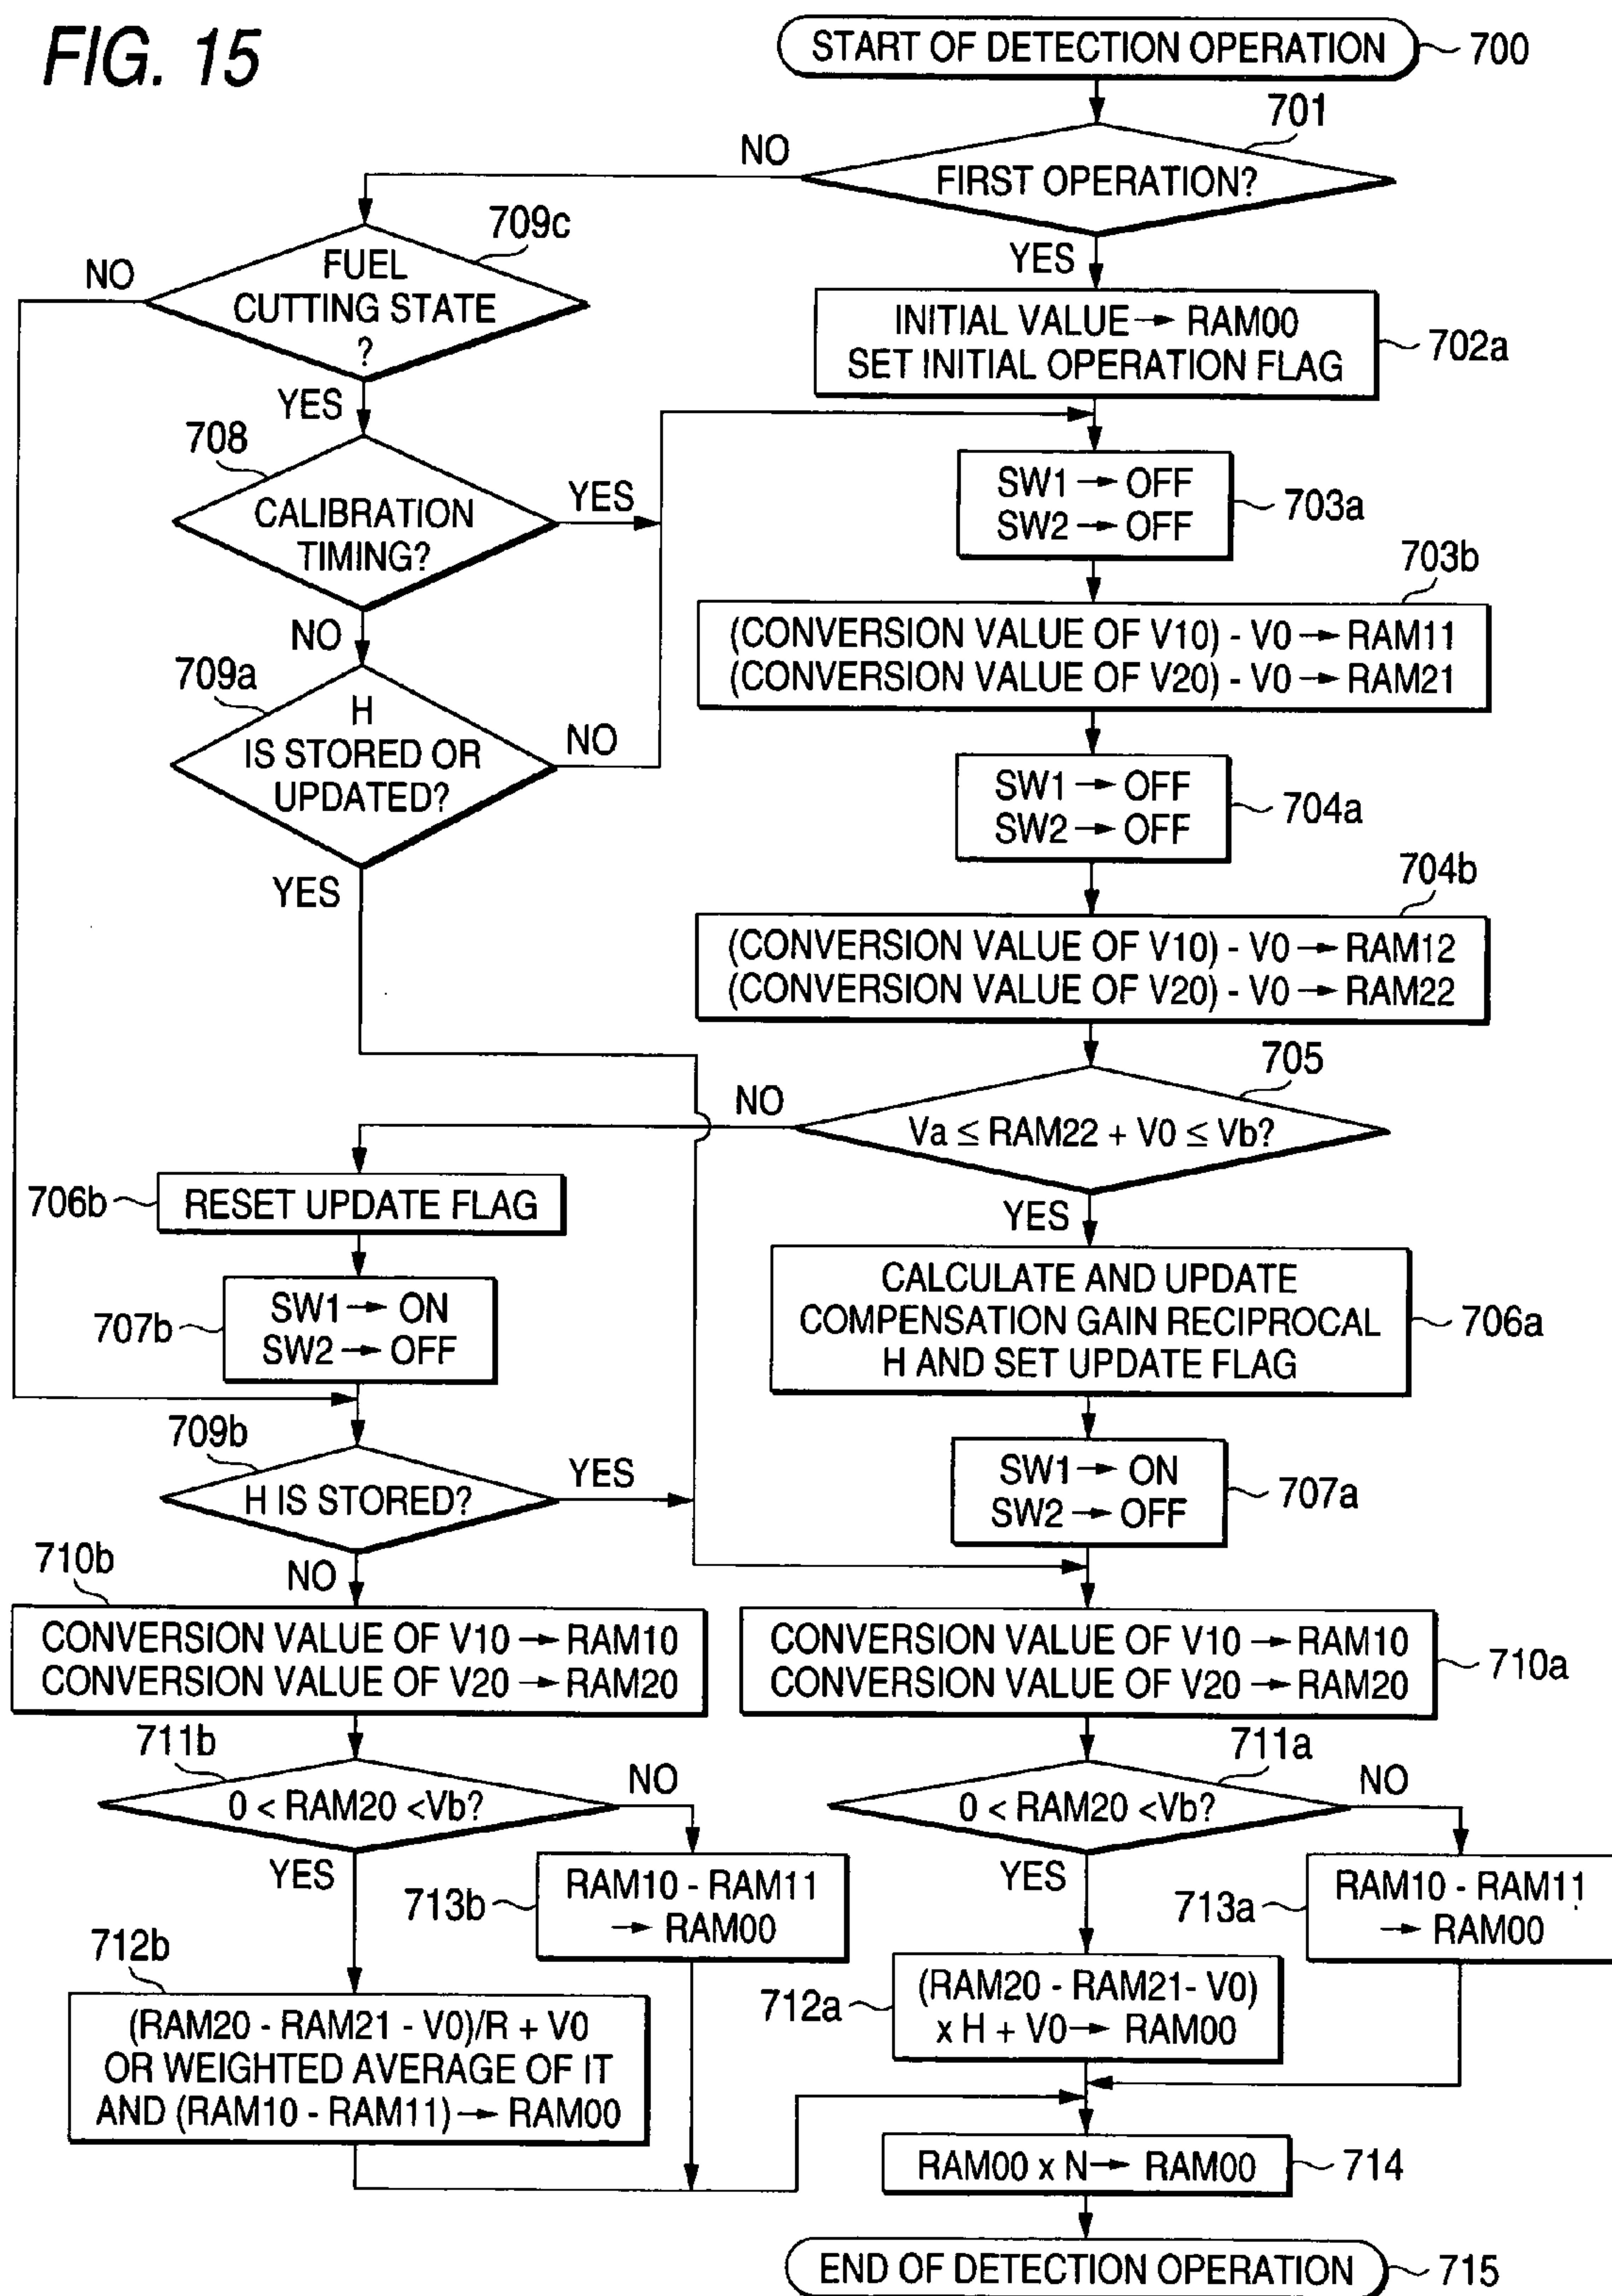 FIG. 15
START OF DETECTION OPERATION
700
701
FIRST OPERATION?
NO
YES
709c
FUEL
CUTTING STATE
?
NO
YES
INITIAL VALUE → RAM00
SET INITIAL OPERATION FLAG
702a
708
CALIBRATION
TIMING?
YES
NO
SW1 → OFF
SW2 → OFF
703a
703b
(CONVERSION VALUE OF V10) - V0 → RAM11
(CONVERSION VALUE OF V20) - V0 → RAM21
709a
H
IS STORED OR
UPDATED?
NO
YES
SW1 → OFF
SW2 → OFF
704a
704b
(CONVERSION VALUE OF V10) - V0 → RAM12
(CONVERSION VALUE OF V20) - V0 → RAM22
705
Va ≤ RAM22 + V0 ≤ Vb?
NO
YES
706b
RESET UPDATE FLAG
CALCULATE AND UPDATE
COMPENSATION GAIN RECIPROCAL
H AND SET UPDATE FLAG
706a
707b
SW1 → ON
SW2 → OFF
709b
H IS STORED?
YES
NO
SW1 → ON
SW2 → OFF
707a
710b
CONVERSION VALUE OF V10 → RAM10
CONVERSION VALUE OF V20 → RAM20
CONVERSION VALUE OF V10 → RAM10
CONVERSION VALUE OF V20 → RAM20
710a
711b
0 < RAM20 <Vb?
NO
YES
711a
0 < RAM20 <Vb?
NO
YES
713b
RAM10 - RAM11
→ RAM00
713a
RAM10 - RAM11
→ RAM00
712b
(RAM20 - RAM21 - V0)/R + V0
OR WEIGHTED AVERAGE OF IT
AND (RAM10 - RAM11) → RAM00
712a
(RAM20 - RAM21- V0)
x H + V0 → RAM00
RAM00 x N → RAM00
714
END OF DETECTION OPERATION
715